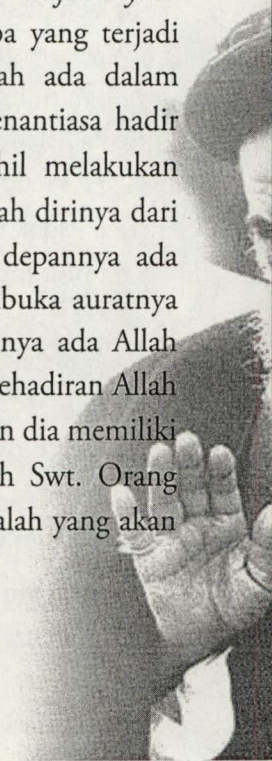 pa yang terjadi
ah ada dalam
enantiasa hadir
hil melakukan
ah dirinya dari
depannya ada
buka auratnya
nya ada Allah
ehadiran Allah
n dia memiliki
h Swt. Orang
alah yang akan